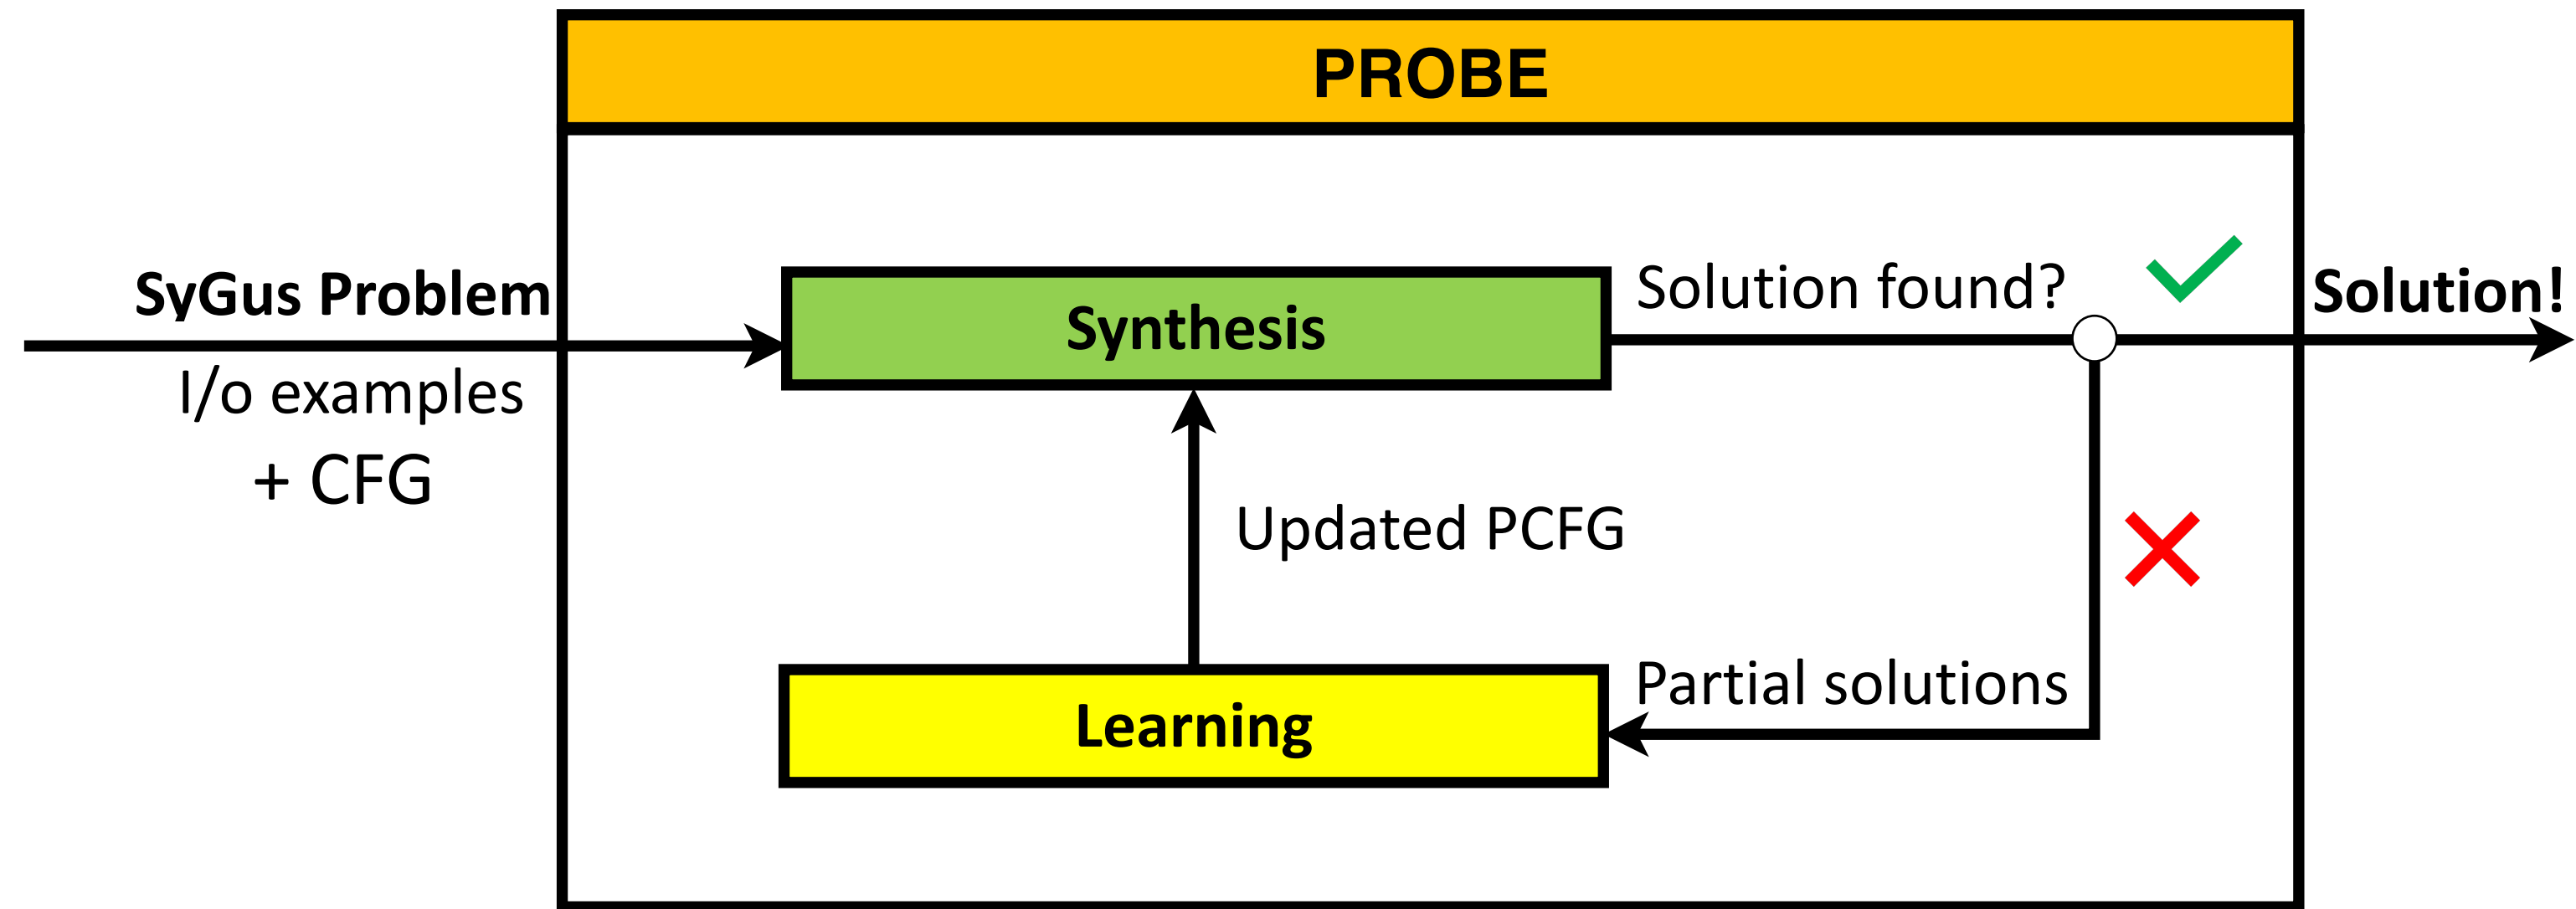 PROBE
SyGus Problem
I/o examples
+ CFG
Synthesis
Solution found?
Solution!
Updated PCFG
Learning
Partial solutions